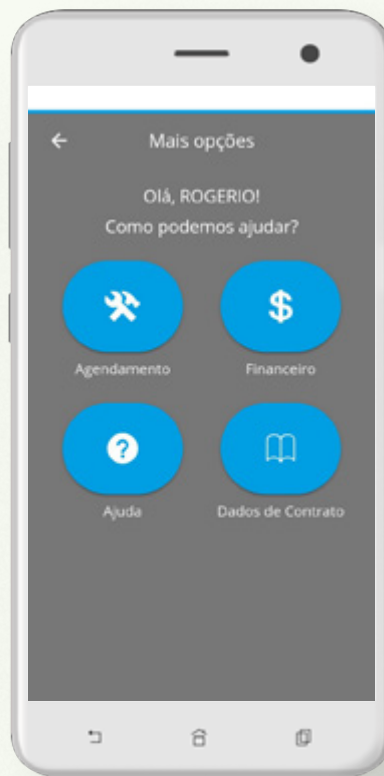 Mais opções
Olá, ROGERIO!
Como podemos ajudar?
Agendamento
Financeiro
Ajuda
Dados de Contrato